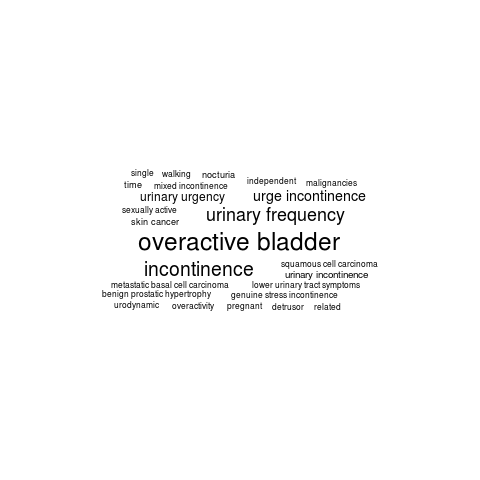 single walking nocturia
time mixed incontinence independent malignancies
urinary urgency urge incontinence
sexually active urinary frequency
skin cancer
overactive bladder
incontinence squamous cell carcinoma
urinary incontinence
metastatic basal cell carcinoma lower urinary tract symptoms
benign prostatic hypertrophy genuine stress incontinence
urodynamic overactivity pregnant detrusor related